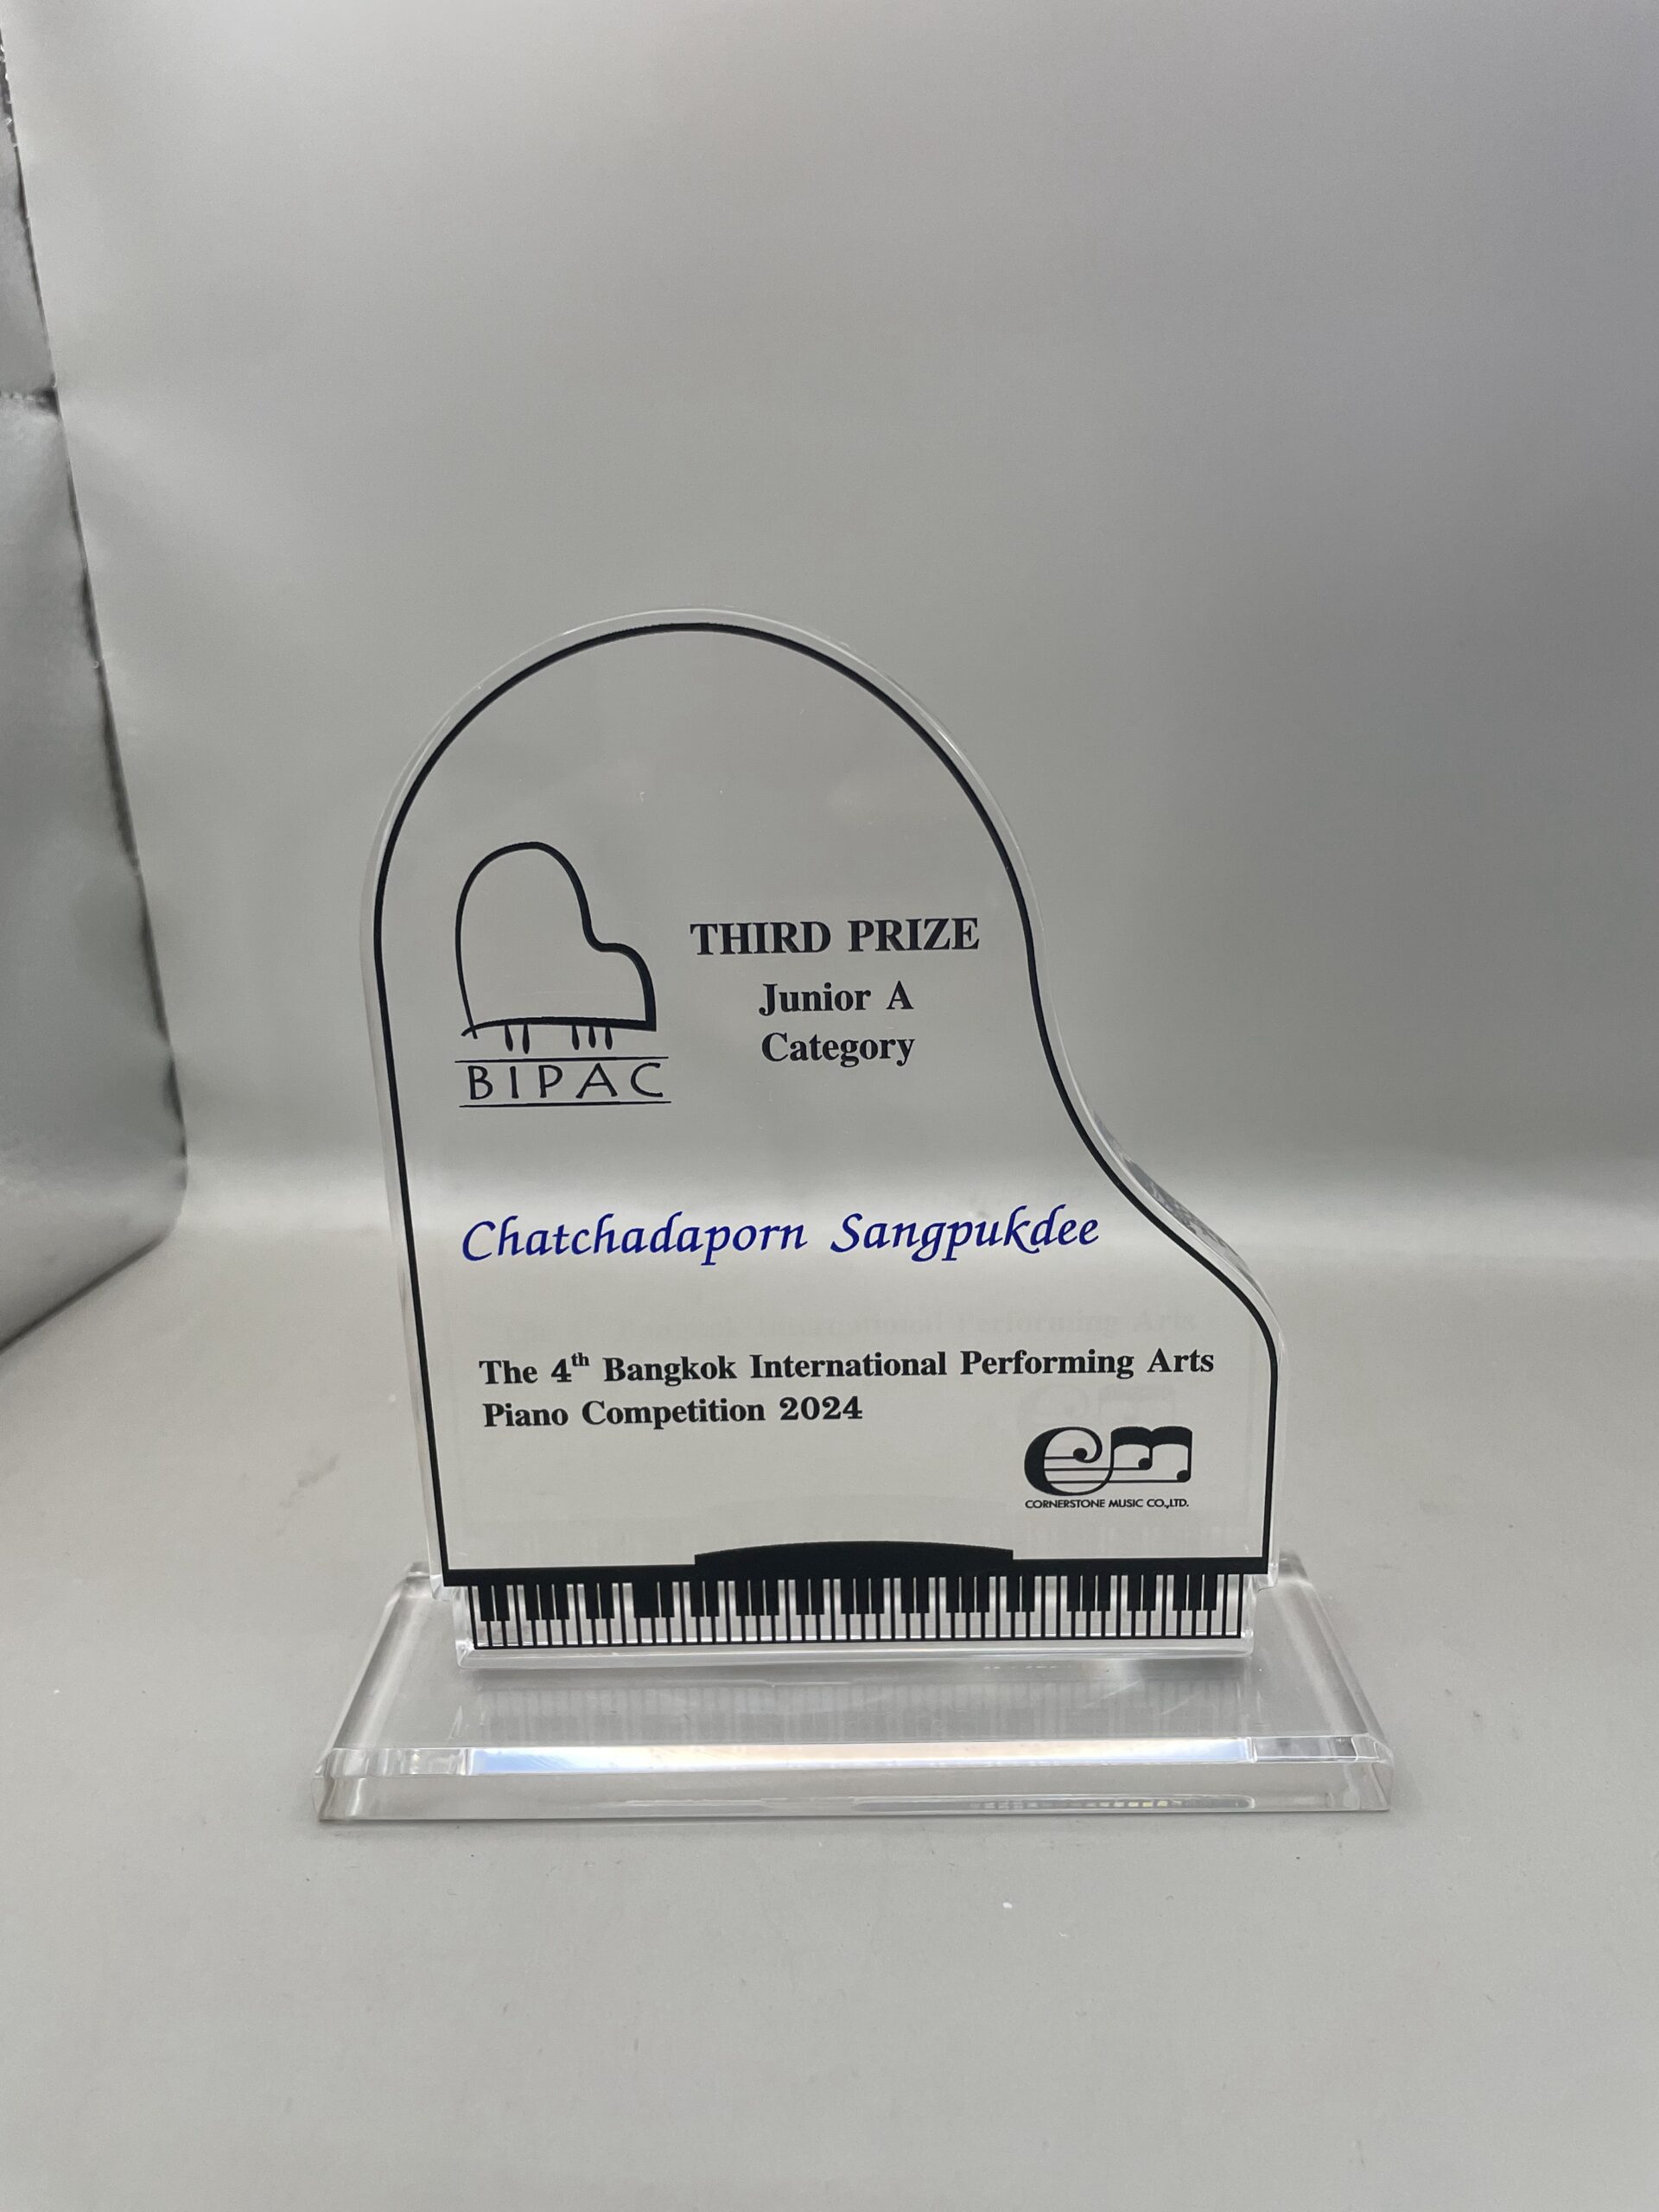 THIRD PRIZE
Junior A
Category
BIPAC
Chatchadaporn Sangpukdee
The 4th Bangkok International Performing Arts
Piano Competition 2024
cm
CORNERSTONE MUSIC CO.,LTD.